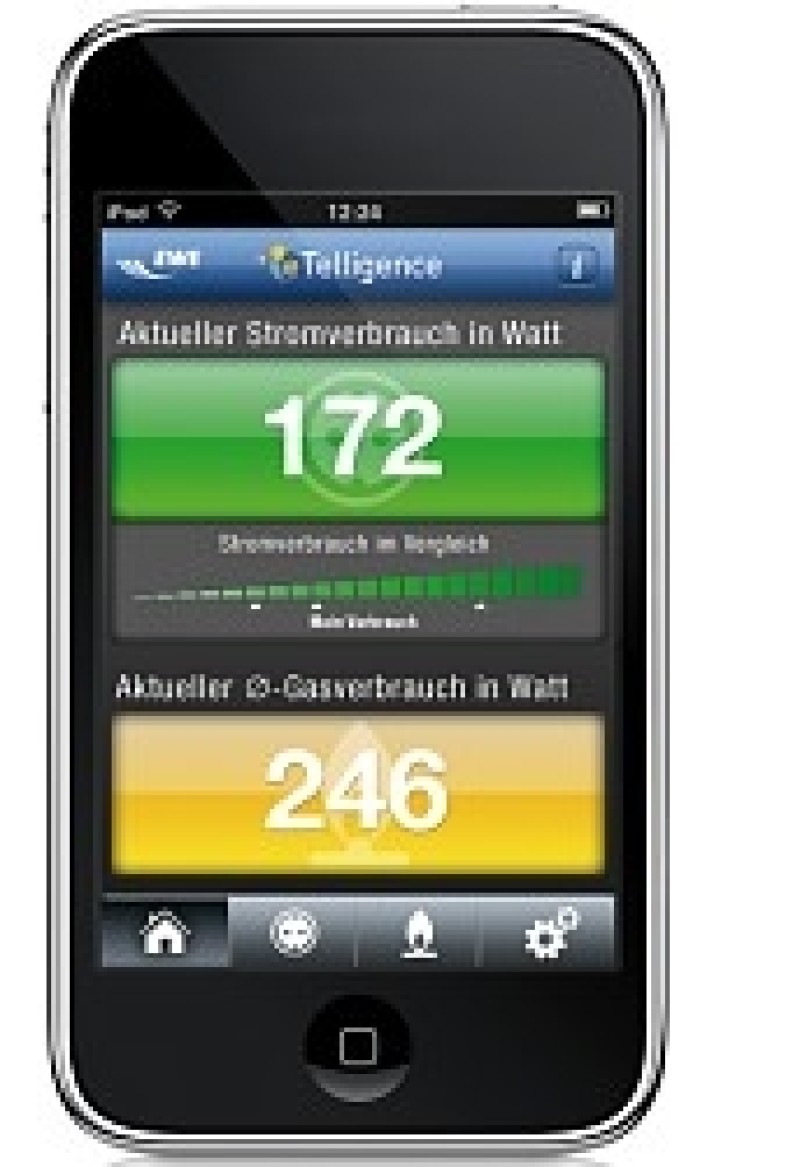 iPod 12:34
EWE eTelligence i
Aktueller Stromverbrauch in Watt
172
Stromverbrauch im Vergleich
Mein Verbrauch
Aktueller Ø-Gasverbrauch in Watt
246